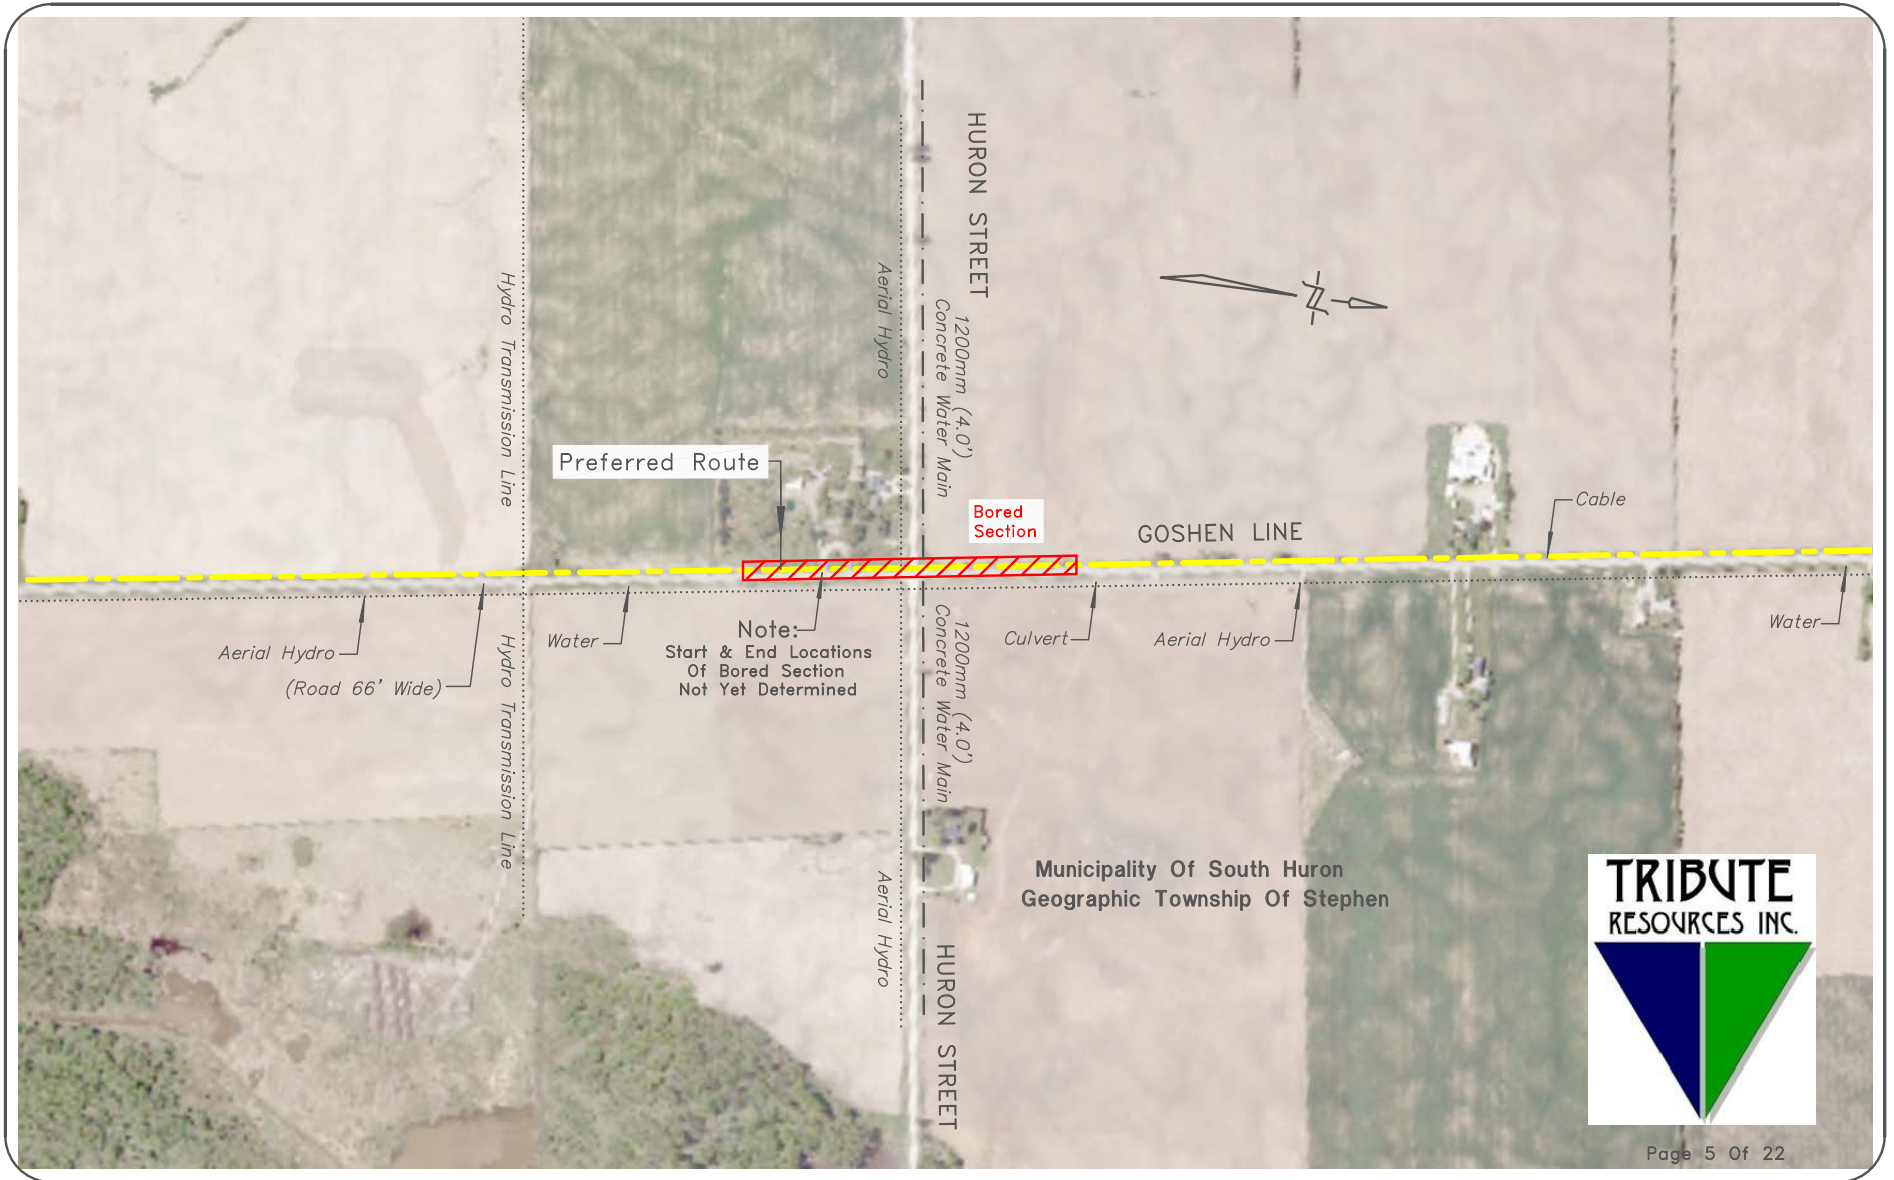 HURON STREET
Hydro Transmission Line
Aerial Hydro
1200mm (4.0')
Concrete Water Main
Preferred Route
Bored
Section
GOSHEN LINE
Cable
Aerial Hydro
(Road 66' Wide)
Hydro Transmission Line
Water
Note:
Start & End Locations
Of Bored Section
Not Yet Determined
1200mm (4.0')
Concrete Water Main
Culvert
Aerial Hydro
Water
Aerial Hydro
HURON STREET
Municipality Of South Huron
Geographic Township Of Stephen
TRIBUTE
RESOURCES INC.
Page 5 Of 22